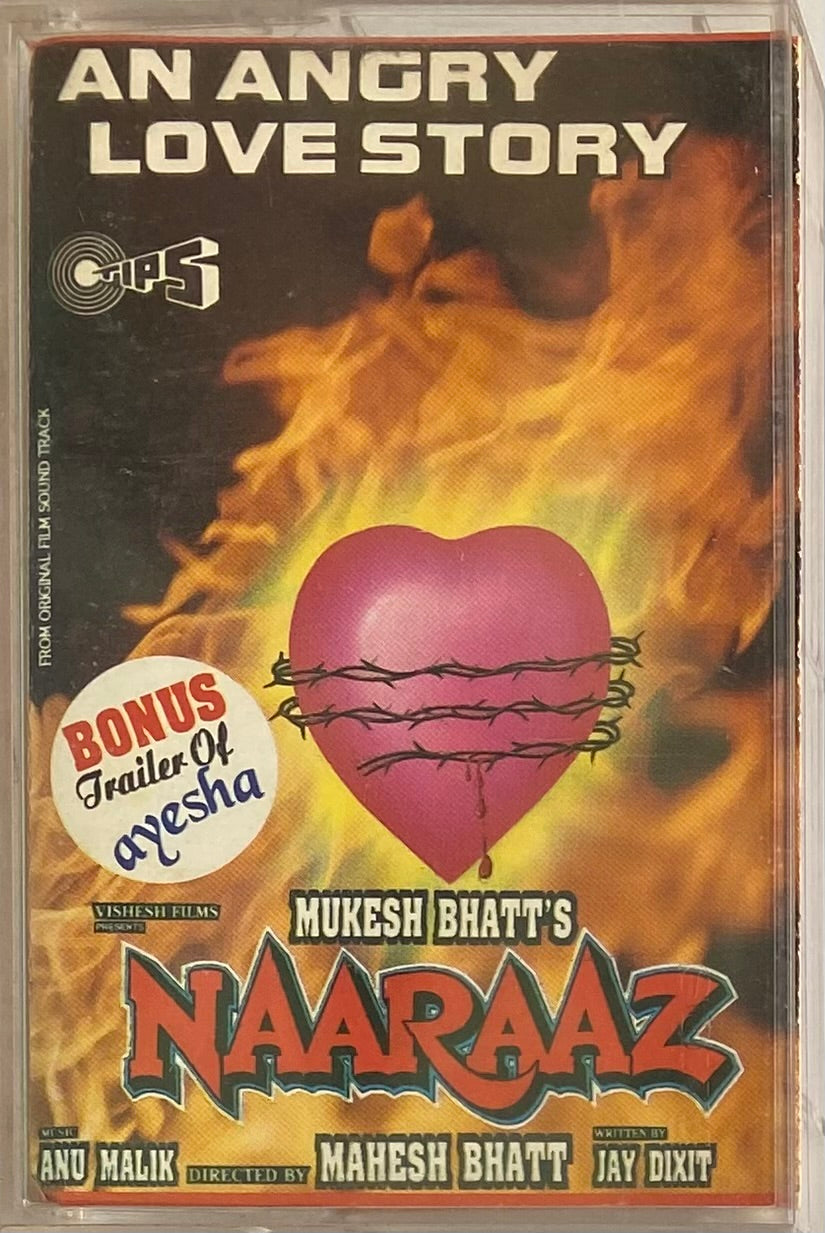 AN ANGRY
LOVE STORY
TIPS
FROM ORIGINAL FILM SOUND TRACK
BONUS
Trailer Of
ayesha
VISHESH FILMS
PRESENTS
MUKESH BHATT'S
NAARAAZ
MUSIC
ANU MALIK
DIRECTED BY MAHESH BHATT
WRITTEN BY
JAY DIXIT